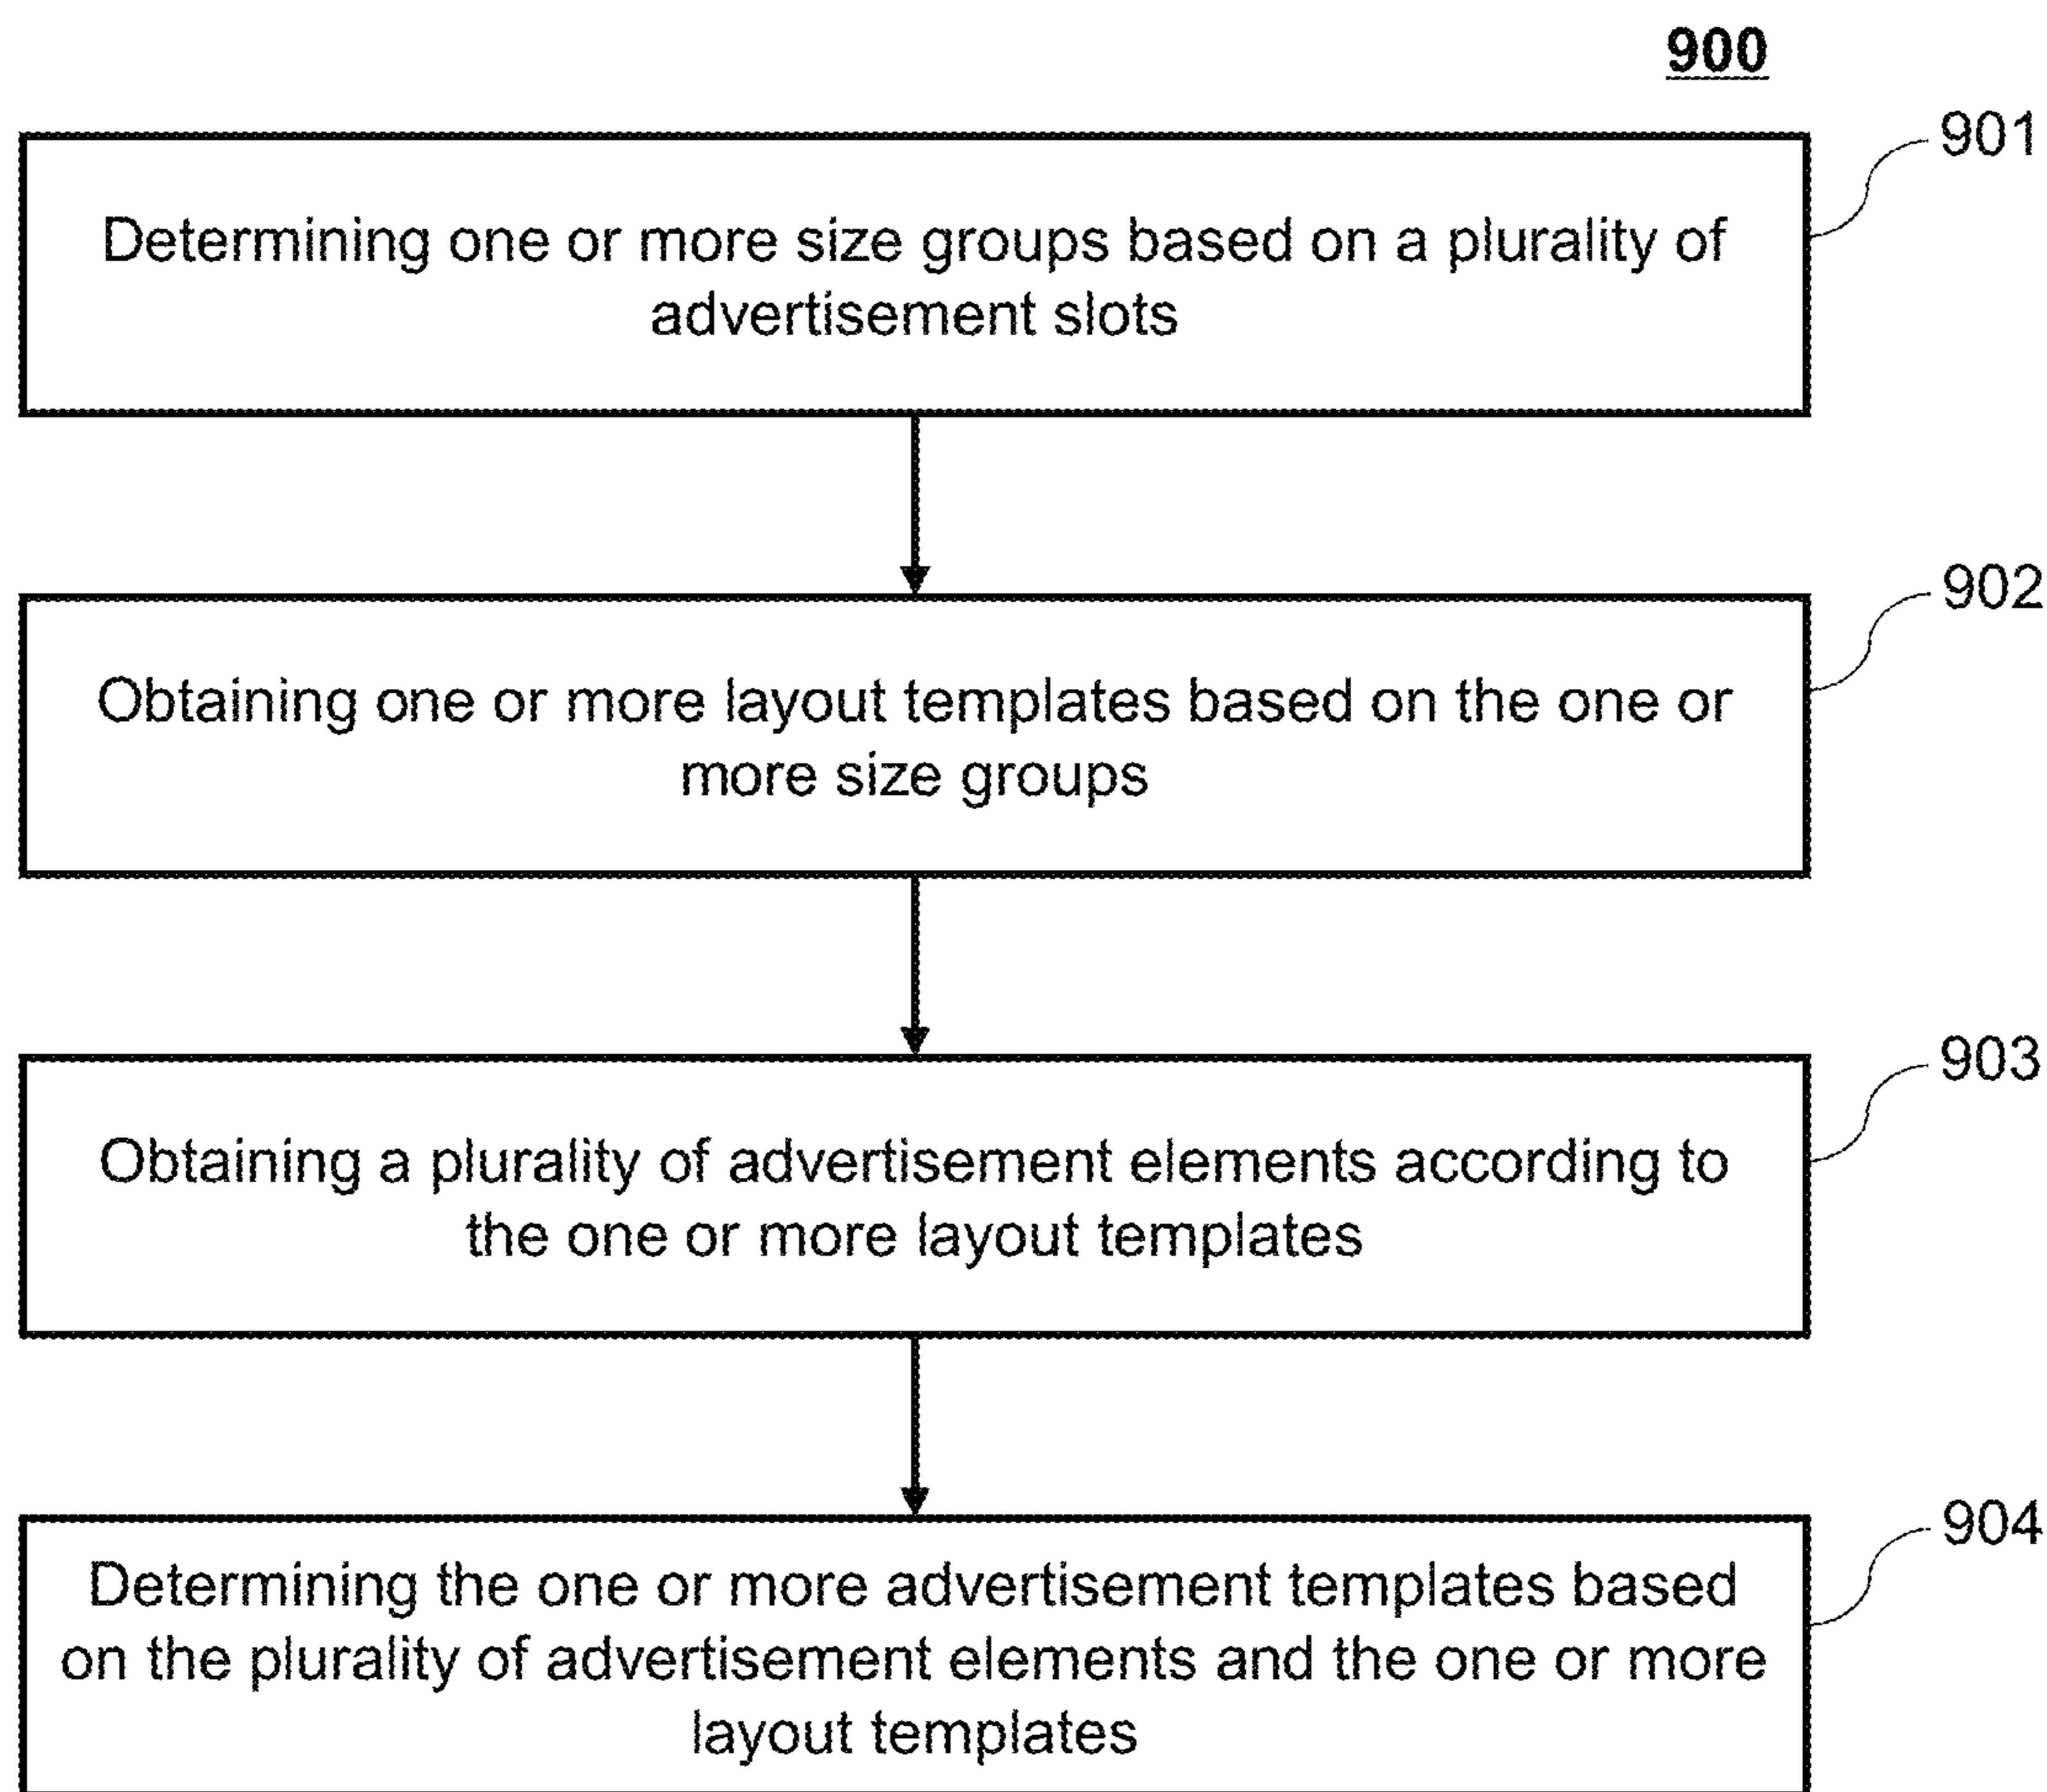 900
901
Determining one or more size groups based on a plurality of
advertisement slots
902
Obtaining one or more layout templates based on the one or
more size groups
903
Obtaining a plurality of advertisement elements according to
the one or more layout templates
904
Determining the one or more advertisement templates based
on the plurality of advertisement elements and the one or more
layout templates